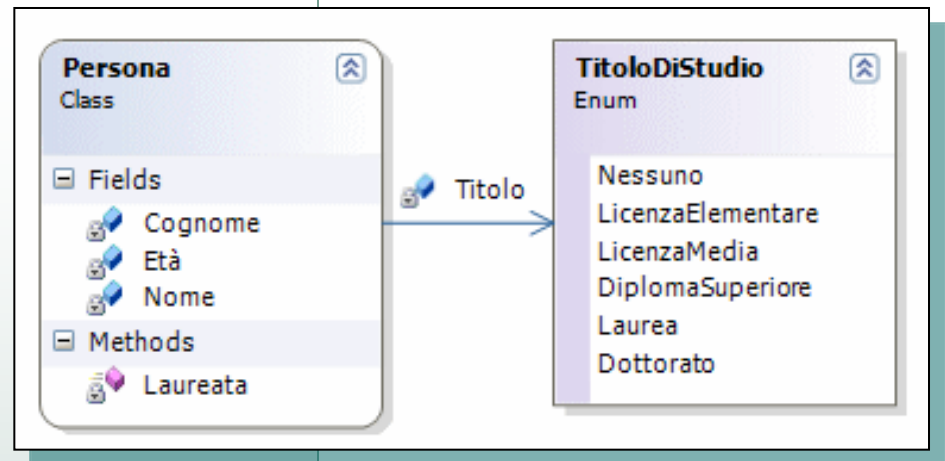 Persona
Class
Fields
Cognome
Età
Nome
Methods
Laureata
Titolo
TitoloDiStudio
Enum
Nessuno
LicenzaElementare
LicenzaMedia
DiplomaSuperiore
Laurea
Dottorato